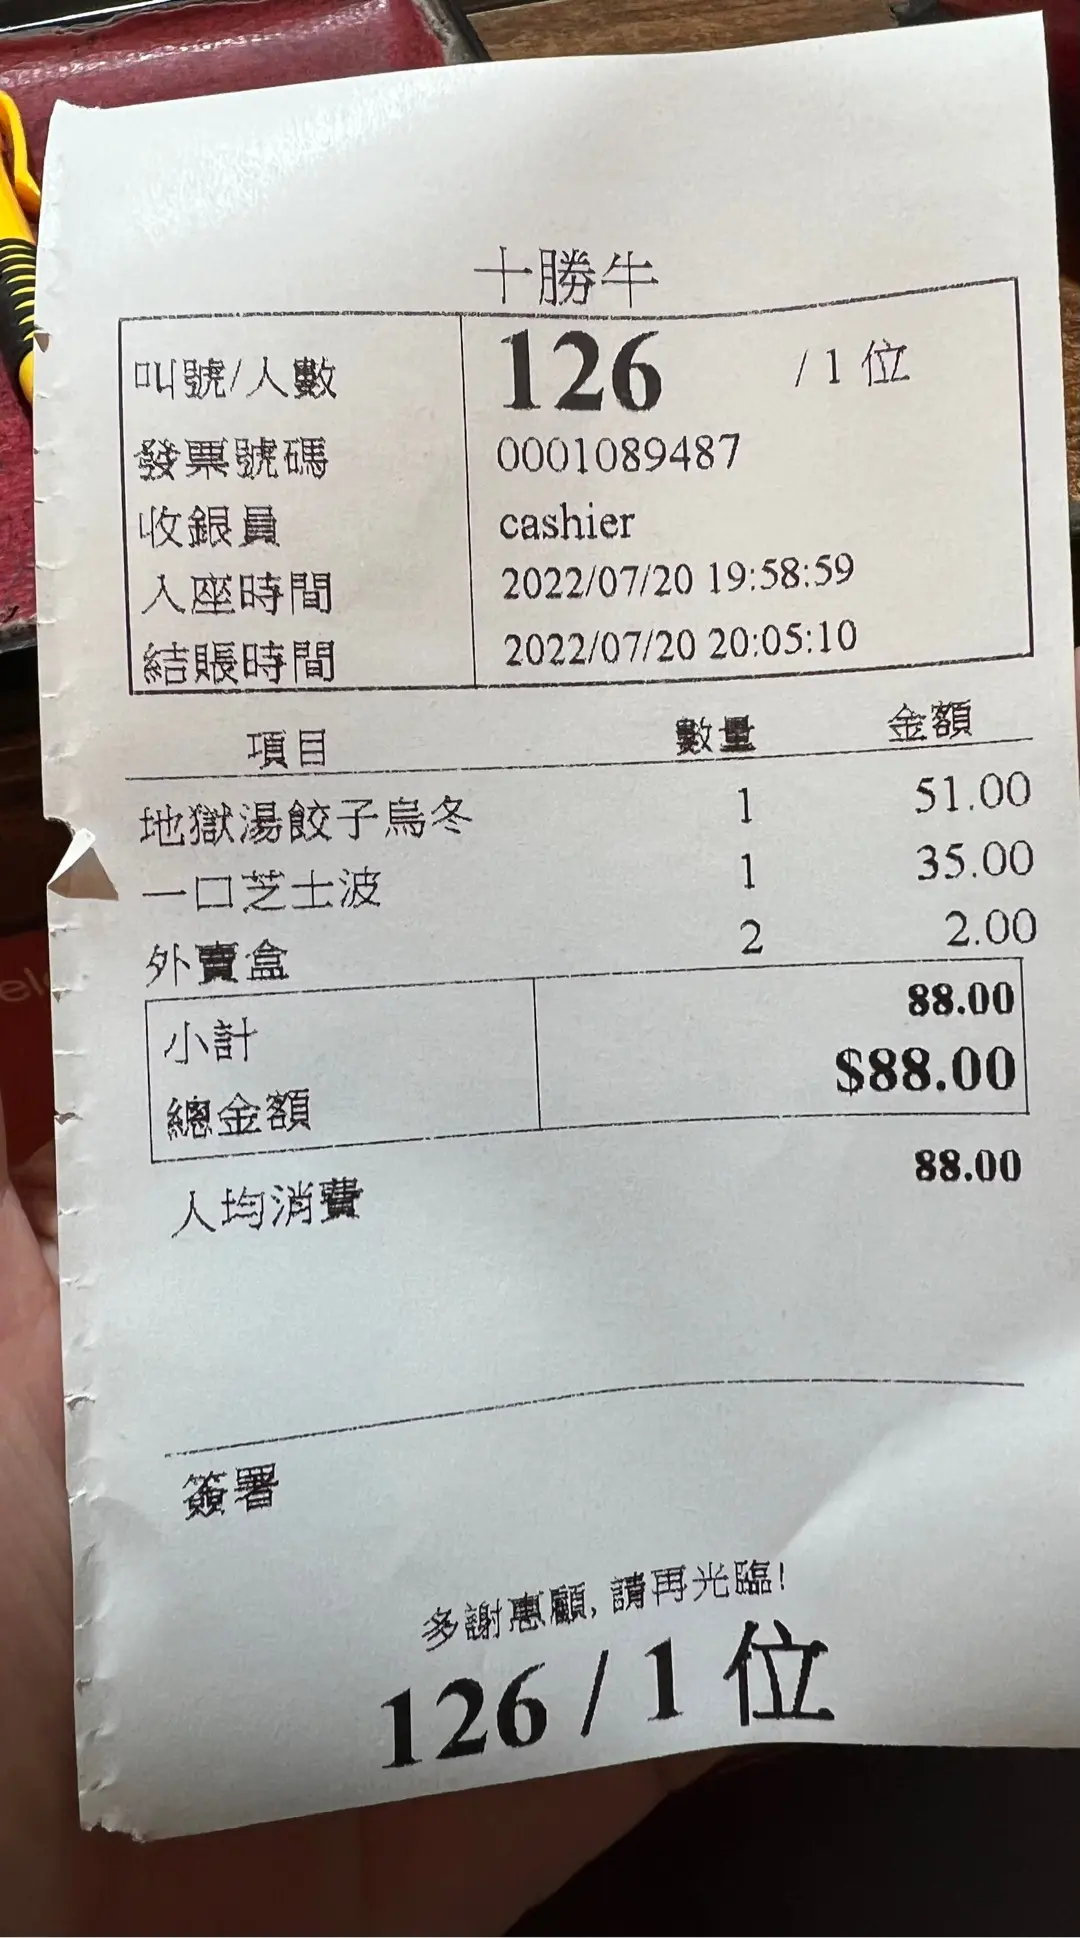 十勝牛
叫號/人數 126 / 1 位
發票號碼 0001089487
收銀員 cashier
入座時間 2022/07/20 19:58:59
結賬時間 2022/07/20 20:05:10
項目 數量 金額
地獄湯餃子烏冬 1 51.00
一口芝士波 1 35.00
外賣盒 2 2.00
小計 88.00
總金額 $88.00
人均消費 88.00
簽署
多謝惠顧, 請再光臨!
126 / 1 位